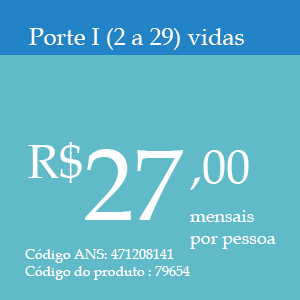 Porte I (2 a 29) vidas
R$27,00
mensais
por pessoa
Código ANS: 471208141
Código do produto : 79654